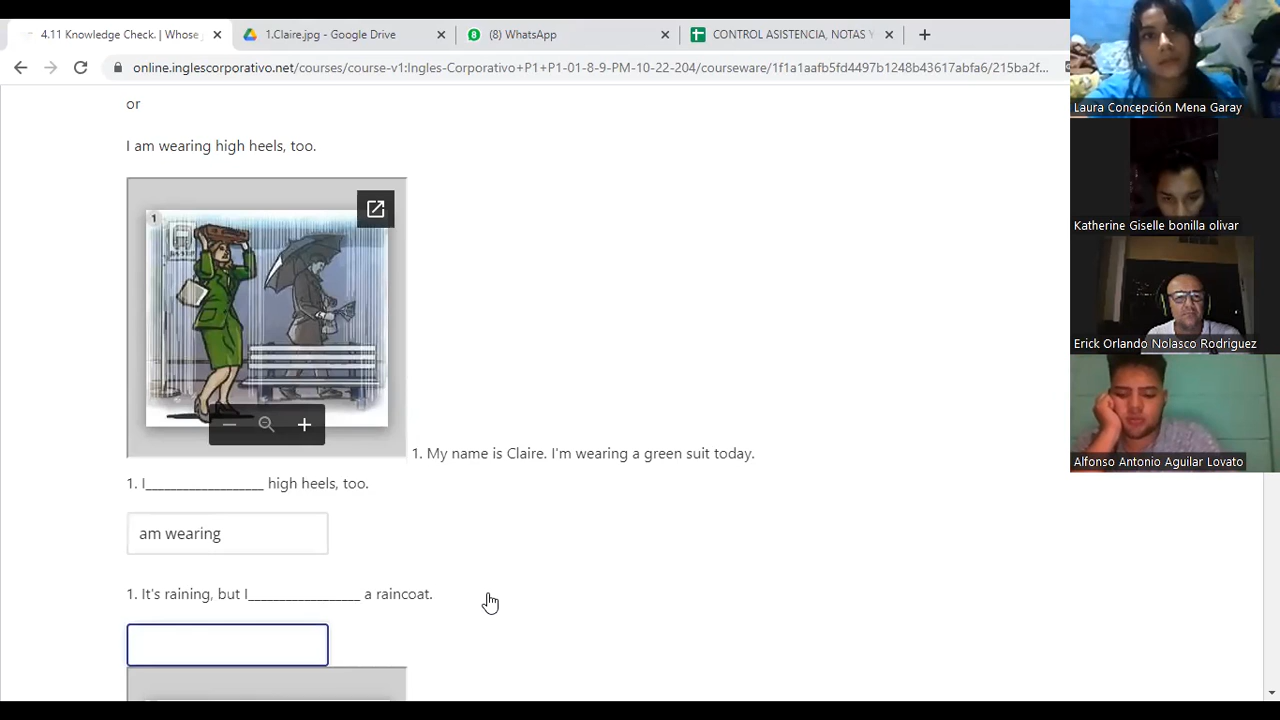 4.11 Knowledge Check. | Whose
1.Claire.jpg - Google Drive
(8) WhatsApp
CONTROL ASISTENCIA, NOTAS Y
online.inglescorporativo.net/courses/course-v1:Ingles-Corporativo+P1+P1-01-8-9-PM-10-22-204/courseware/1f1a1aafb5fd4497b1248b43617abfa6/215ba2f...
or
I am wearing high heels, too.
1
1. My name is Claire. I'm wearing a green suit today.
1. I__________________ high heels, too.
am wearing
1. It's raining, but I_________________ a raincoat.
Laura Concepción Mena Garay
Katherine Giselle bonilla olivar
Erick Orlando Nolasco Rodriguez
Alfonso Antonio Aguilar Lovato